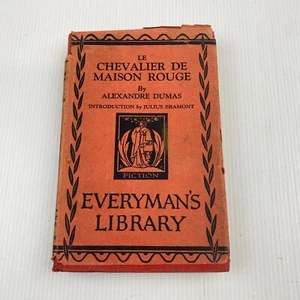 LE
CHEVALIER DE
MAISON ROUGE
By
ALEXANDRE DUMAS
INTRODUCTION by JULIUS BRAMONT
FICTION
EVERYMAN'S
LIBRARY